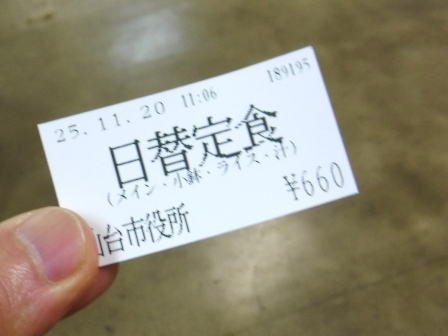 25.11.20 11:06 189195
日替定食
(メイン・小鉢・ライス・汁)
¥660
台市役所